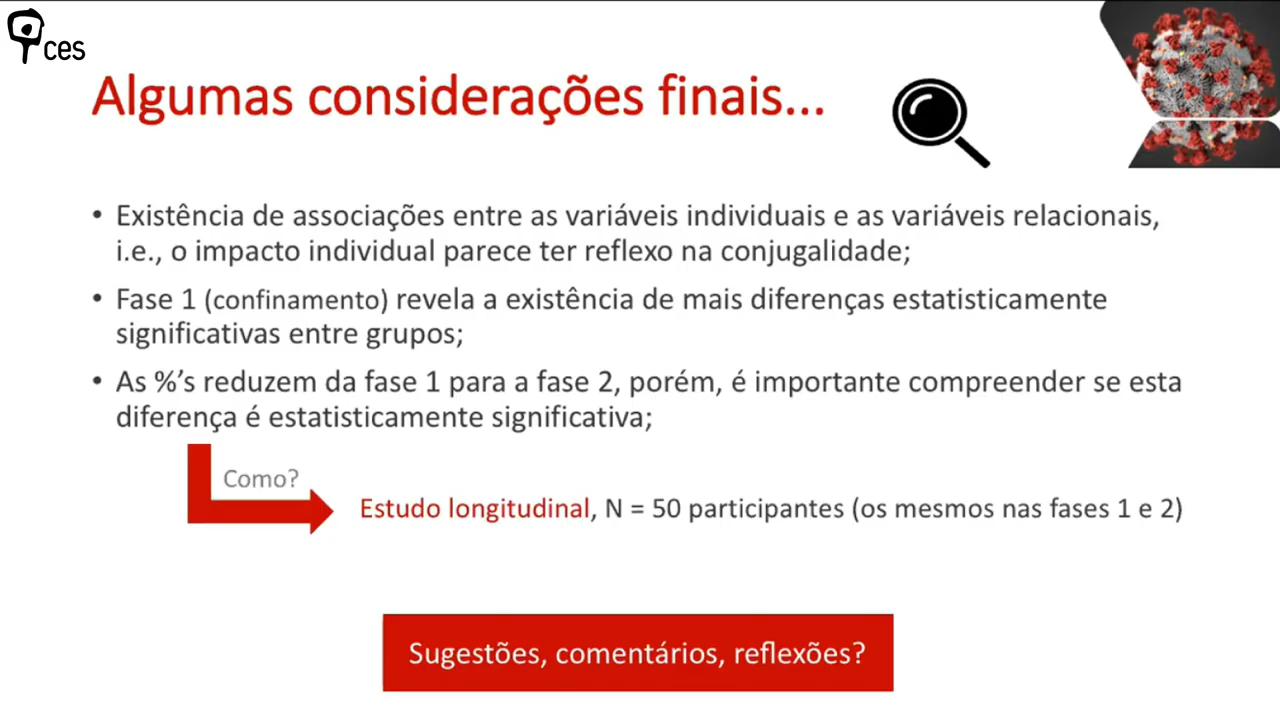 ces
Algumas considerações finais...
• Existência de associações entre as variáveis individuais e as variáveis relacionais,
i.e., o impacto individual parece ter reflexo na conjugalidade;
• Fase 1 (confinamento) revela a existência de mais diferenças estatisticamente
significativas entre grupos;
• As %’s reduzem da fase 1 para a fase 2, porém, é importante compreender se esta
diferença é estatisticamente significativa;
Como?
Estudo longitudinal, N = 50 participantes (os mesmos nas fases 1 e 2)
Sugestões, comentários, reflexões?